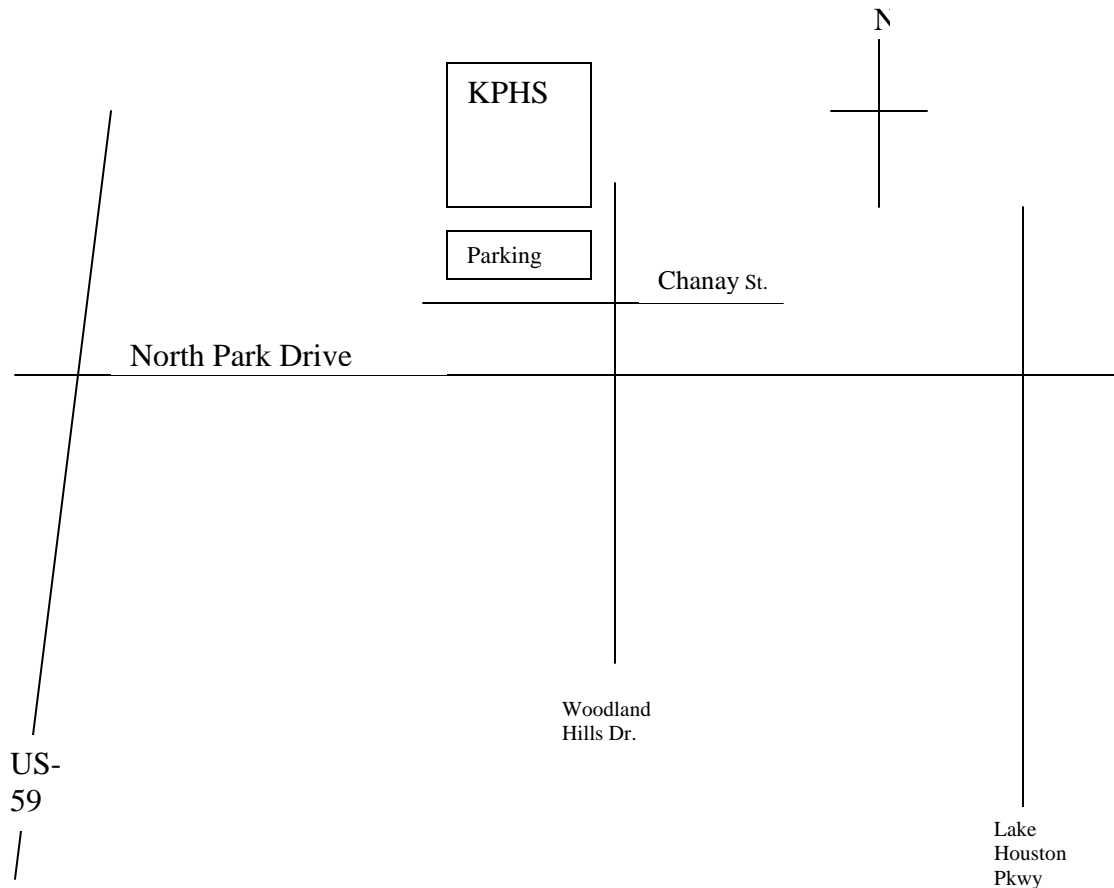 N
KPHS
Parking
Chanay St.
North Park Drive
Woodland
Hills Dr.
US-
59
Lake
Houston
Pkwy